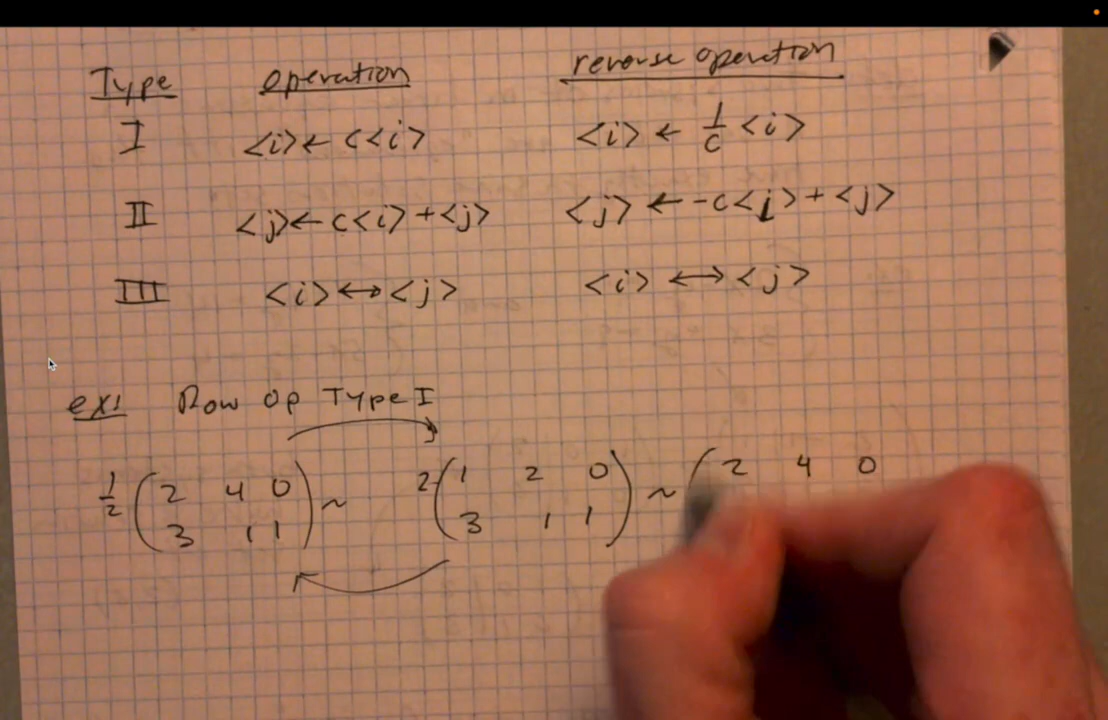 Type operation reverse operation
I <i> ← c<i> <i> ← 1/c <i>
II <j> ← c<i> + <j> <j> ← -c<i> + <j>
III <i> ↔ <j> <i> ↔ <j>
ex: Row Op Type I
1/2 ( 2 4 0 ) ~ 2 ( 1 2 0 ) ~ ( 2 4 0
( 3 1 1 ) ( 3 1 1 )